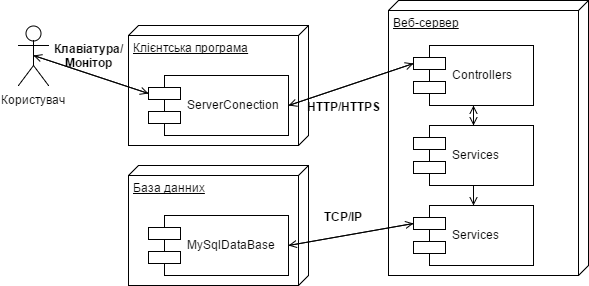 Користувач
Клавіатура/
Монітор
Клієнтська програма
ServerConection
HTTP/HTTPS
Веб-сервер
Controllers
Services
Services
База данних
MySqlDataBase
TCP/IP